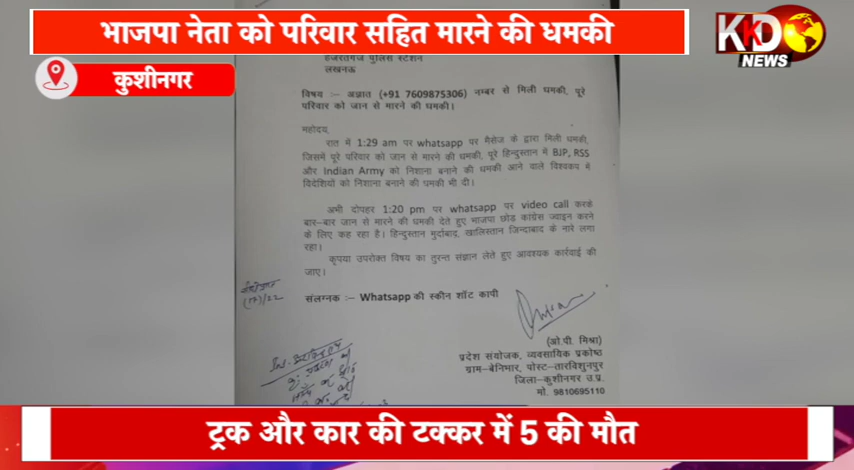 भाजपा नेता को परिवार सहित मारने की धमकी
KKD
NEWS
कुशीनगर
हजरतगंज पुलिस स्टेशन
लखनऊ
विषय :– अज्ञात (+91 7609875306) नम्बर से मिली धमकी, पूरे
परिवार को जान से मारने की धमकी।
महोदय,
रात में 1:29 am पर whatsapp पर मैसेज के द्वारा मिली धमकी,
जिसमें पूरे परिवार को जान से मारने की धमकी, पूरे हिन्दुस्तान में BJP, RSS
और Indian Army को निशाना बनाने की धमकी आने वाले विश्वकप में
विदेशियों को निशाना बनाने की धमकी भी दी।
अभी दोपहर 1:20 pm पर whatsapp पर video call करके
बार–बार जान से मारने की धमकी देते हुए भाजपा छोड़ कांग्रेस ज्वाइन करने
के लिए कह रहा है। हिन्दुस्तान मुर्दाबाद, खालिस्तान जिन्दाबाद के नारे लगा
रहा।
कृपया उपरोक्त विषय का तुरन्त संज्ञान लेते हुए आवश्यक कार्रवाई की
जाए।
संलग्नक :– Whatsapp की स्कीन शॉट कापी
(ओ.पी. मिश्रा)
प्रदेश संयोजक, व्यवसायिक प्रकोष्ठ
ग्राम–बेनिभार, पोस्ट–तारविशुनपुर
जिला–कुशीनगर उ.प्र.
मो. 9810695110
ट्रक और कार की टक्कर में 5 की मौत